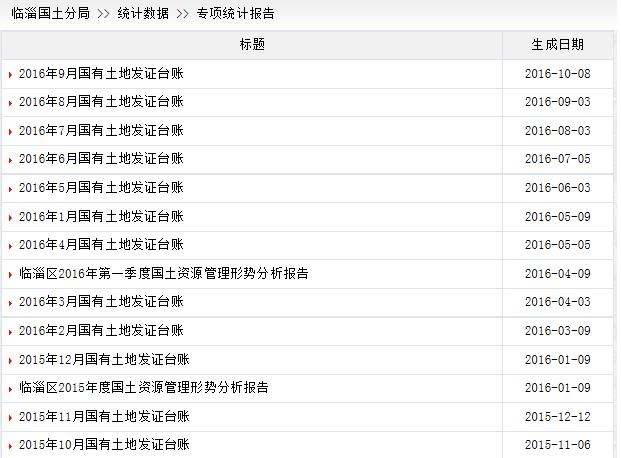 临淄国土分局 >> 统计数据 >> 专项统计报告
标题 生成日期
2016年9月国有土地发证台账 2016-10-08
2016年8月国有土地发证台账 2016-09-03
2016年7月国有土地发证台账 2016-08-03
2016年6月国有土地发证台账 2016-07-05
2016年5月国有土地发证台账 2016-06-03
2016年1月国有土地发证台账 2016-05-09
2016年4月国有土地发证台账 2016-05-05
临淄区2016年第一季度国土资源管理形势分析报告 2016-04-09
2016年3月国有土地发证台账 2016-04-03
2016年2月国有土地发证台账 2016-03-09
2015年12月国有土地发证台账 2016-01-09
临淄区2015年度国土资源管理形势分析报告 2016-01-09
2015年11月国有土地发证台账 2015-12-12
2015年10月国有土地发证台账 2015-11-06